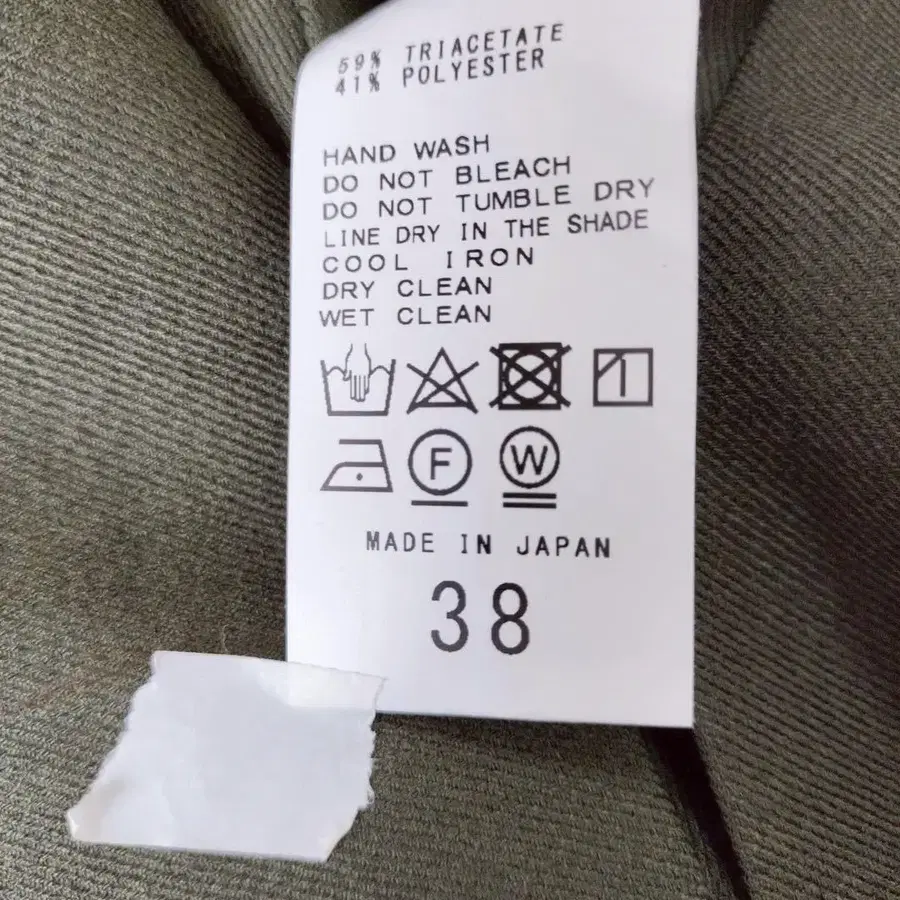 59% TRIACETATE
41% POLYESTER
HAND WASH
DO NOT BLEACH
DO NOT TUMBLE DRY
LINE DRY IN THE SHADE
COOL IRON
DRY CLEAN
WET CLEAN
F W
MADE IN JAPAN
38